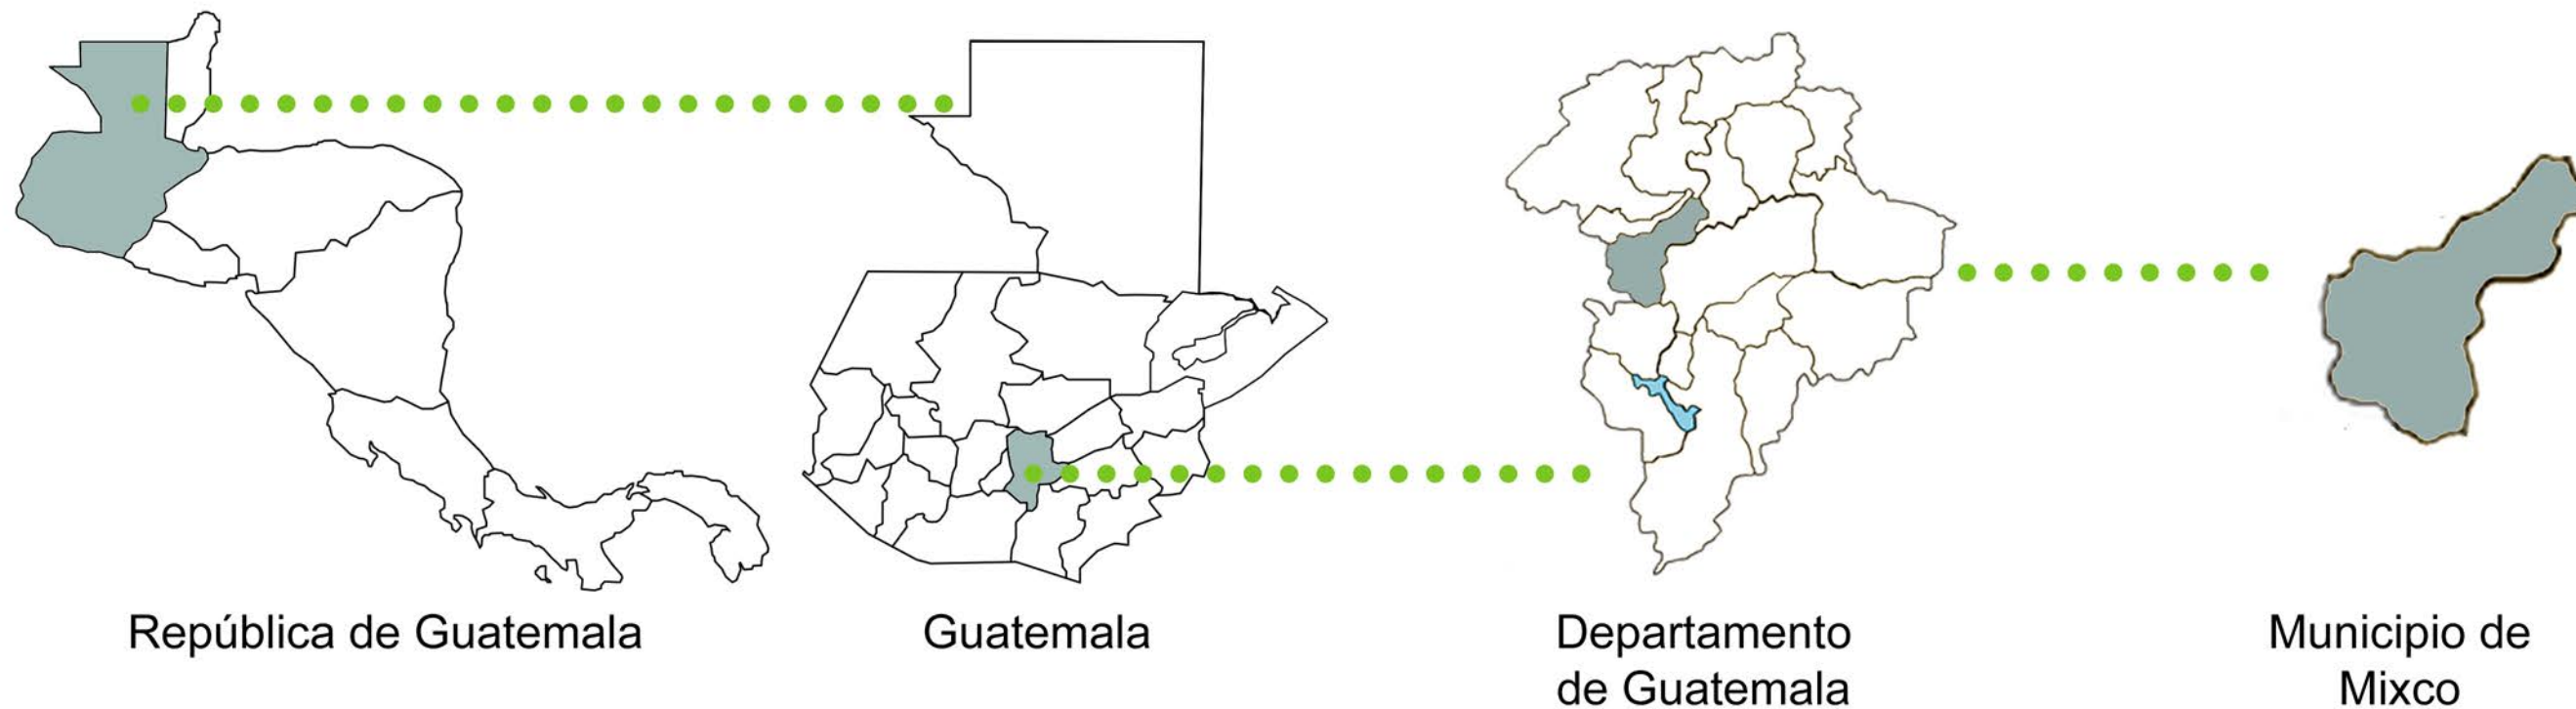 República de Guatemala
Guatemala
Departamento
de Guatemala
Municipio de
Mixco